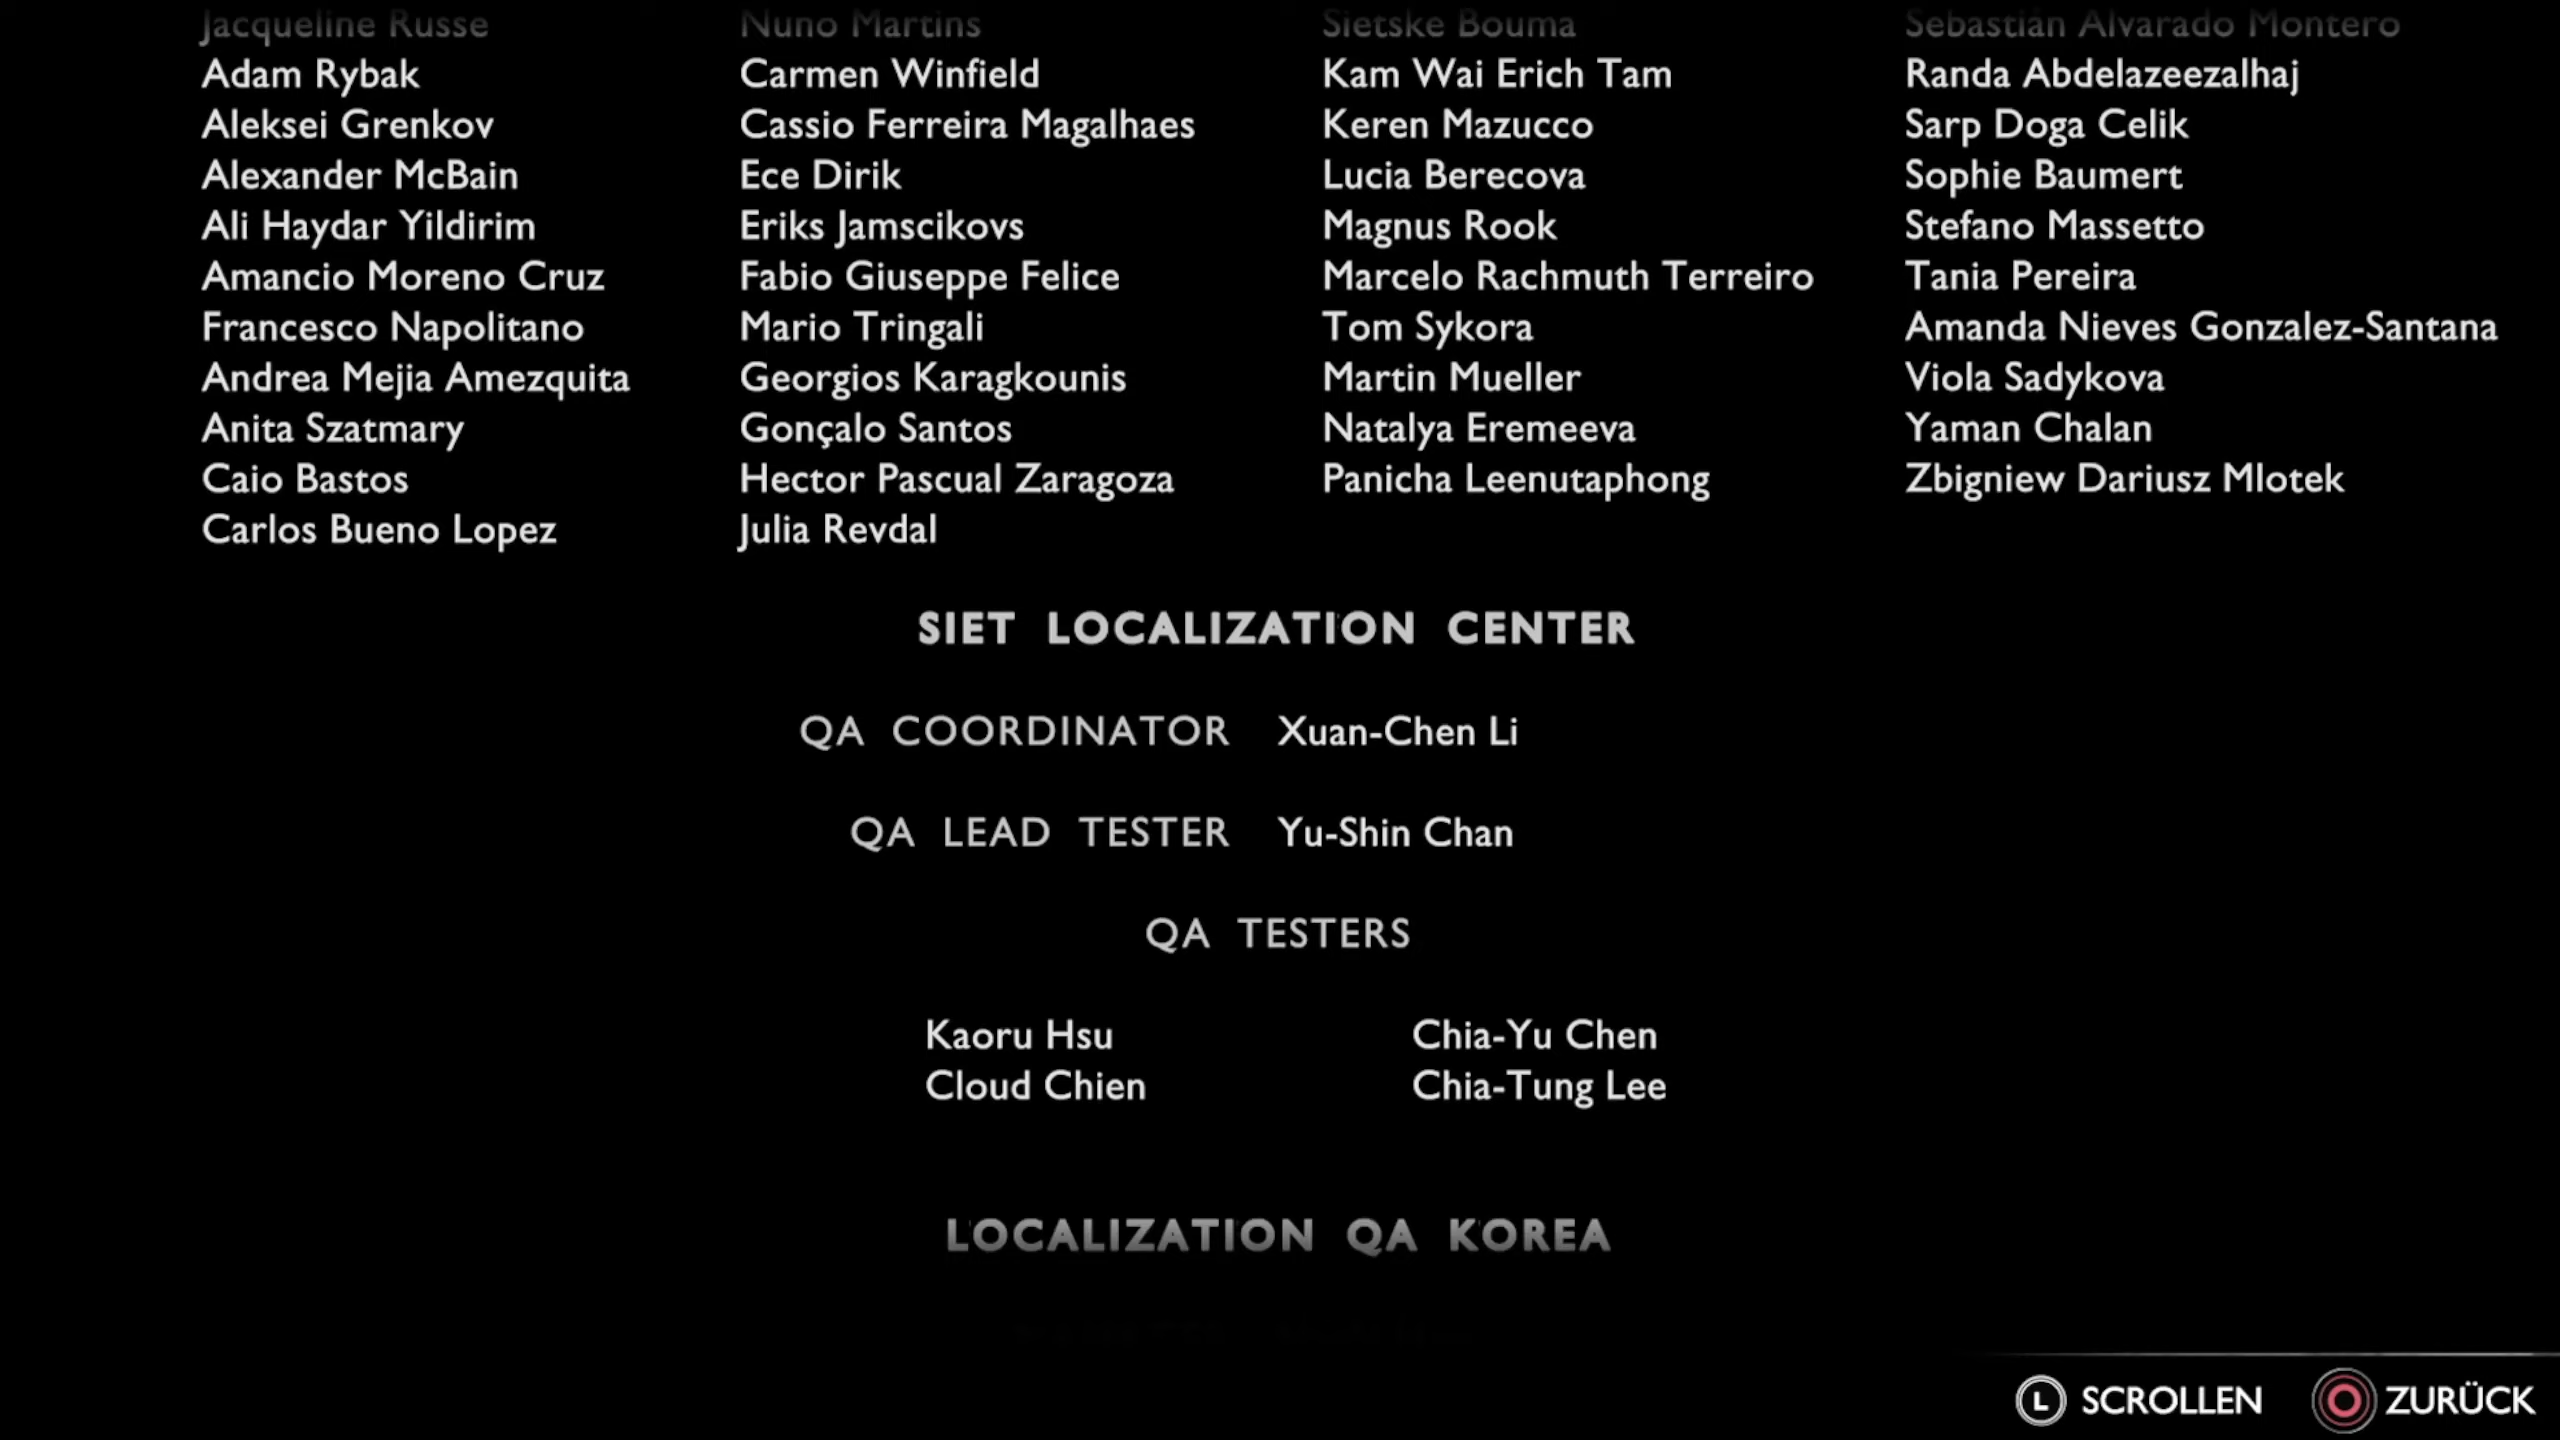 Jacqueline Russe Nuno Martins Sietske Bouma Sebastián Alvarado Montero
Adam Rybak Carmen Winfield Kam Wai Erich Tam Randa Abdelazeezalhaj
Aleksei Grenkov Cassio Ferreira Magalhaes Keren Mazucco Sarp Doga Celik
Alexander McBain Ece Dirik Lucia Berecova Sophie Baumert
Ali Haydar Yildirim Eriks Jamscikovs Magnus Rook Stefano Massetto
Amancio Moreno Cruz Fabio Giuseppe Felice Marcelo Rachmuth Terreiro Tania Pereira
Francesco Napolitano Mario Tringali Tom Sykora Amanda Nieves Gonzalez-Santana
Andrea Mejia Amezquita Georgios Karagkounis Martin Mueller Viola Sadykova
Anita Szatmary Gonçalo Santos Natalya Eremeeva Yaman Chalan
Caio Bastos Hector Pascual Zaragoza Panicha Leenutaphong Zbigniew Dariusz Mlotek
Carlos Bueno Lopez Julia Revdal
SIET LOCALIZATION CENTER
QA COORDINATOR Xuan-Chen Li
QA LEAD TESTER Yu-Shin Chan
QA TESTERS
Kaoru Hsu Chia-Yu Chen
Cloud Chien Chia-Tung Lee
LOCALIZATION QA KOREA
L SCROLLEN ZURÜCK